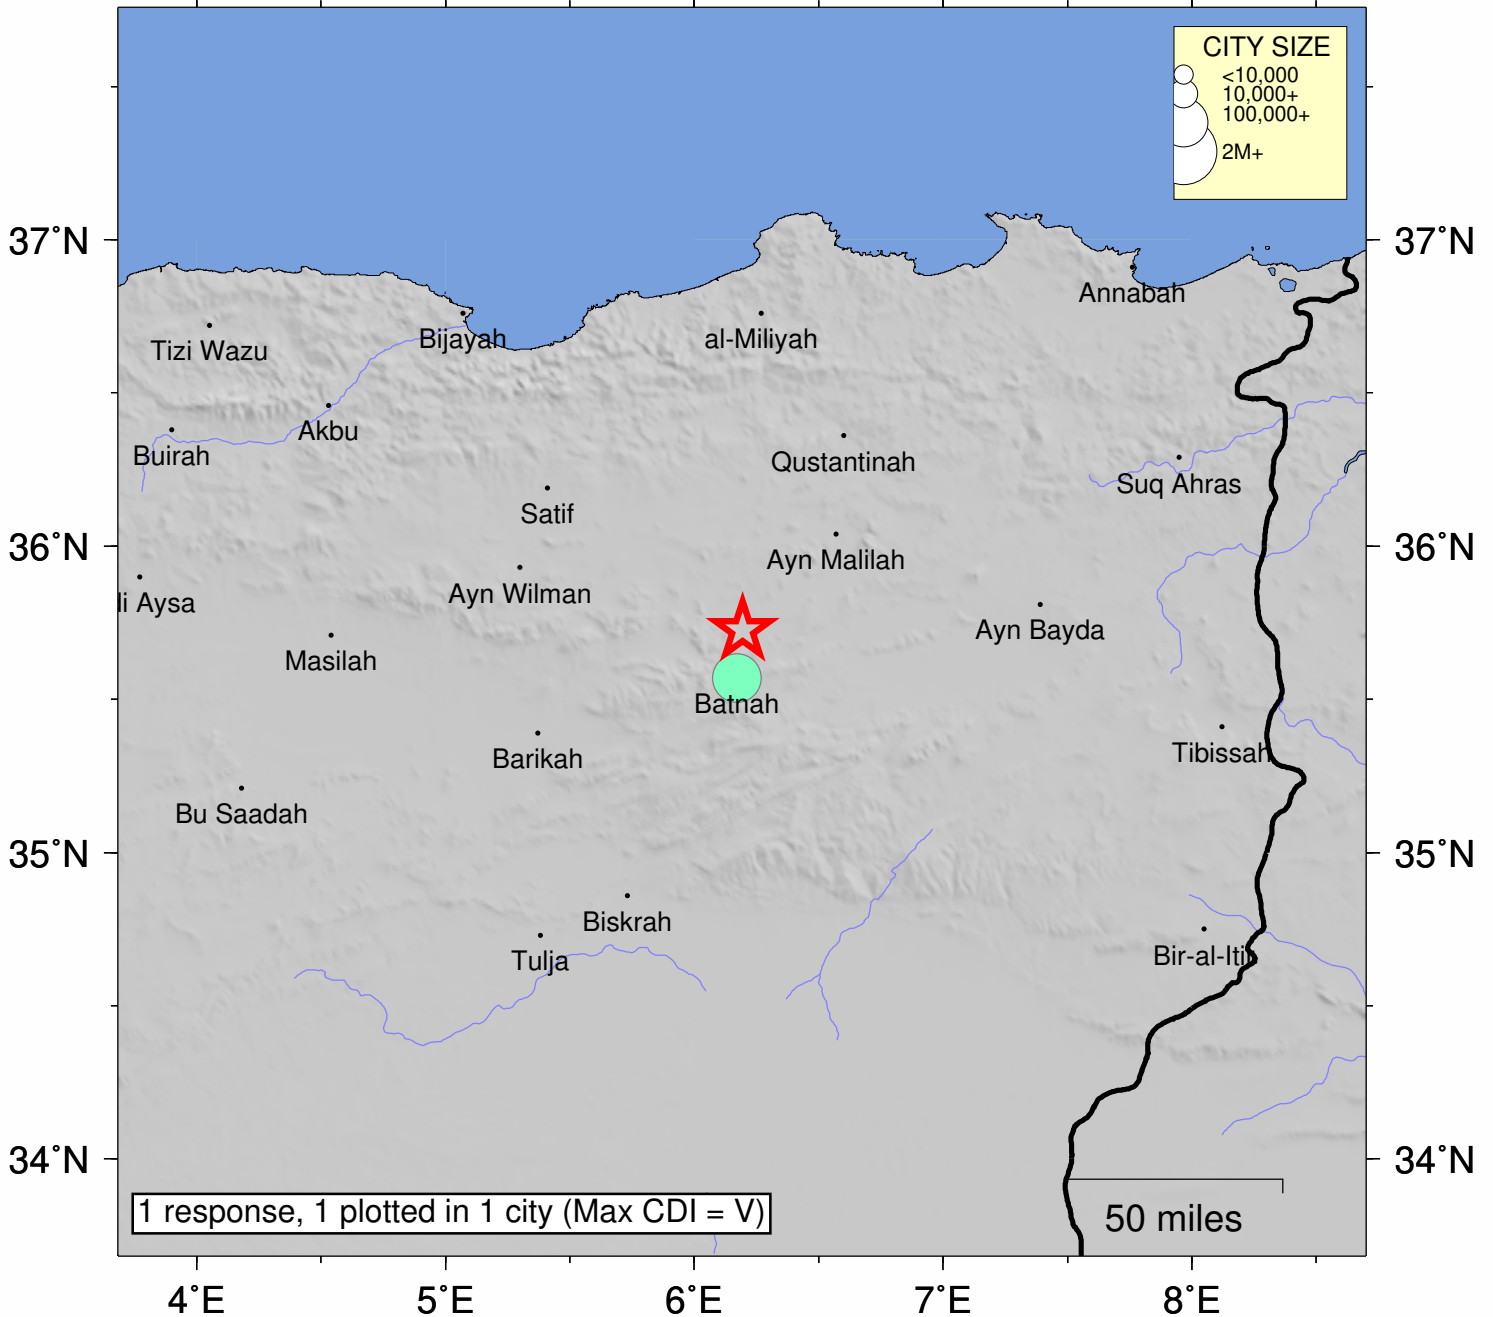 CITY SIZE
<10,000
10,000+
100,000+
2M+
37°N
37°N
Annabah
Bijayah
al-Miliyah
Tizi Wazu
Akbu
Buirah
Qustantinah
Suq Ahras
Satif
36°N
36°N
Ayn Malilah
Ayn Wilman
li Aysa
Ayn Bayda
Masilah
Batnah
Tibissah
Barikah
Bu Saadah
35°N
35°N
Biskrah
Bir-al-Itir
Tulja
34°N
34°N
1 response, 1 plotted in 1 city (Max CDI = V)
50 miles
4°E
5°E
6°E
7°E
8°E